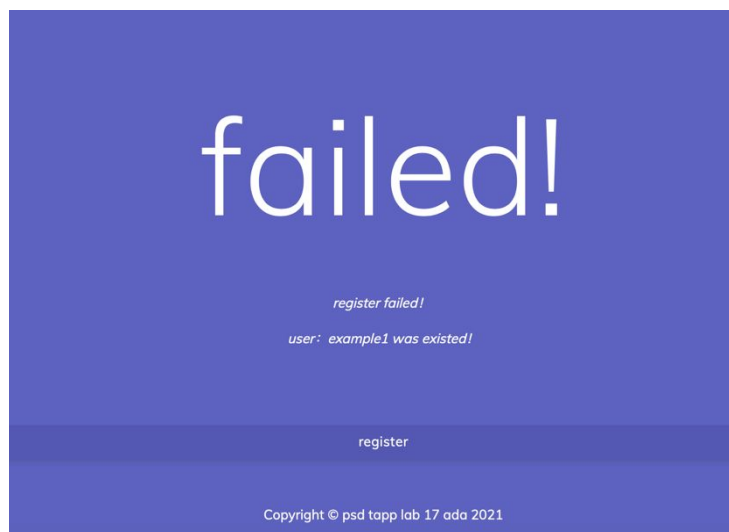 failed!
register failed!
user：example1 was existed!
register
Copyright © psd tapp lab 17 ada 2021